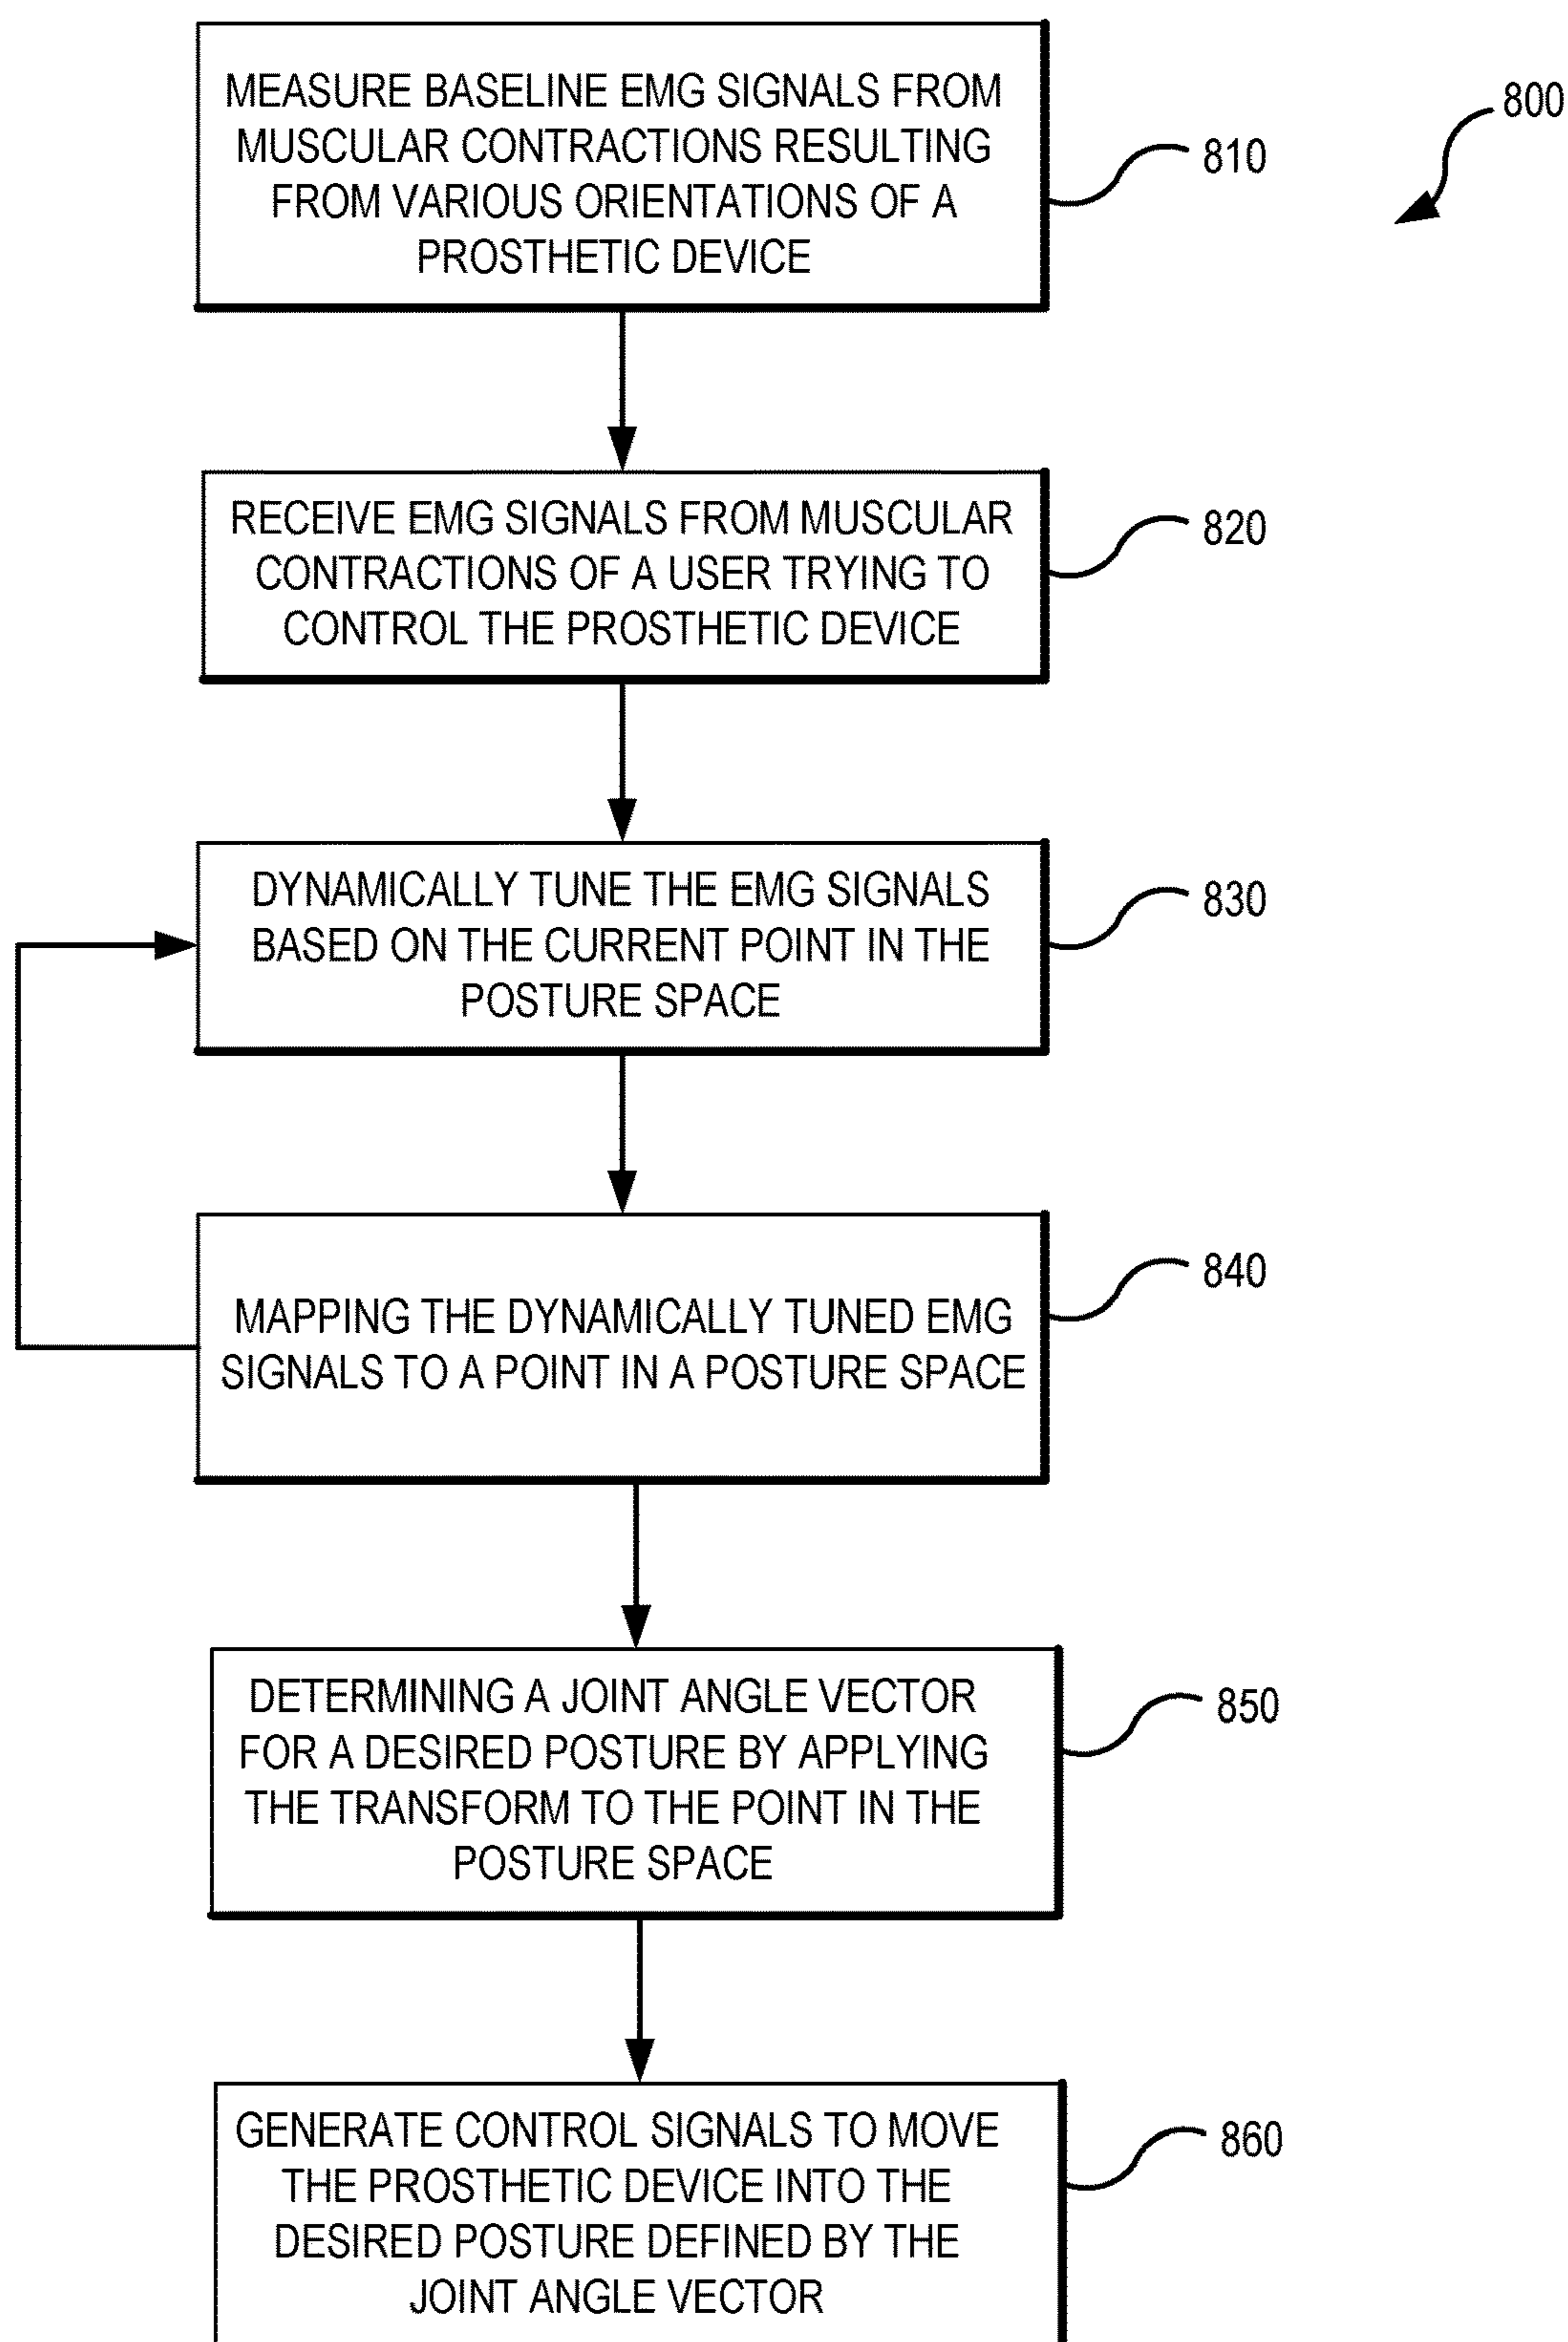 800
MEASURE BASELINE EMG SIGNALS FROM
MUSCULAR CONTRACTIONS RESULTING
FROM VARIOUS ORIENTATIONS OF A
PROSTHETIC DEVICE
810
RECEIVE EMG SIGNALS FROM MUSCULAR
CONTRACTIONS OF A USER TRYING TO
CONTROL THE PROSTHETIC DEVICE
820
DYNAMICALLY TUNE THE EMG SIGNALS
BASED ON THE CURRENT POINT IN THE
POSTURE SPACE
830
MAPPING THE DYNAMICALLY TUNED EMG
SIGNALS TO A POINT IN A POSTURE SPACE
840
DETERMINING A JOINT ANGLE VECTOR
FOR A DESIRED POSTURE BY APPLYING
THE TRANSFORM TO THE POINT IN THE
POSTURE SPACE
850
GENERATE CONTROL SIGNALS TO MOVE
THE PROSTHETIC DEVICE INTO THE
DESIRED POSTURE DEFINED BY THE
JOINT ANGLE VECTOR
860